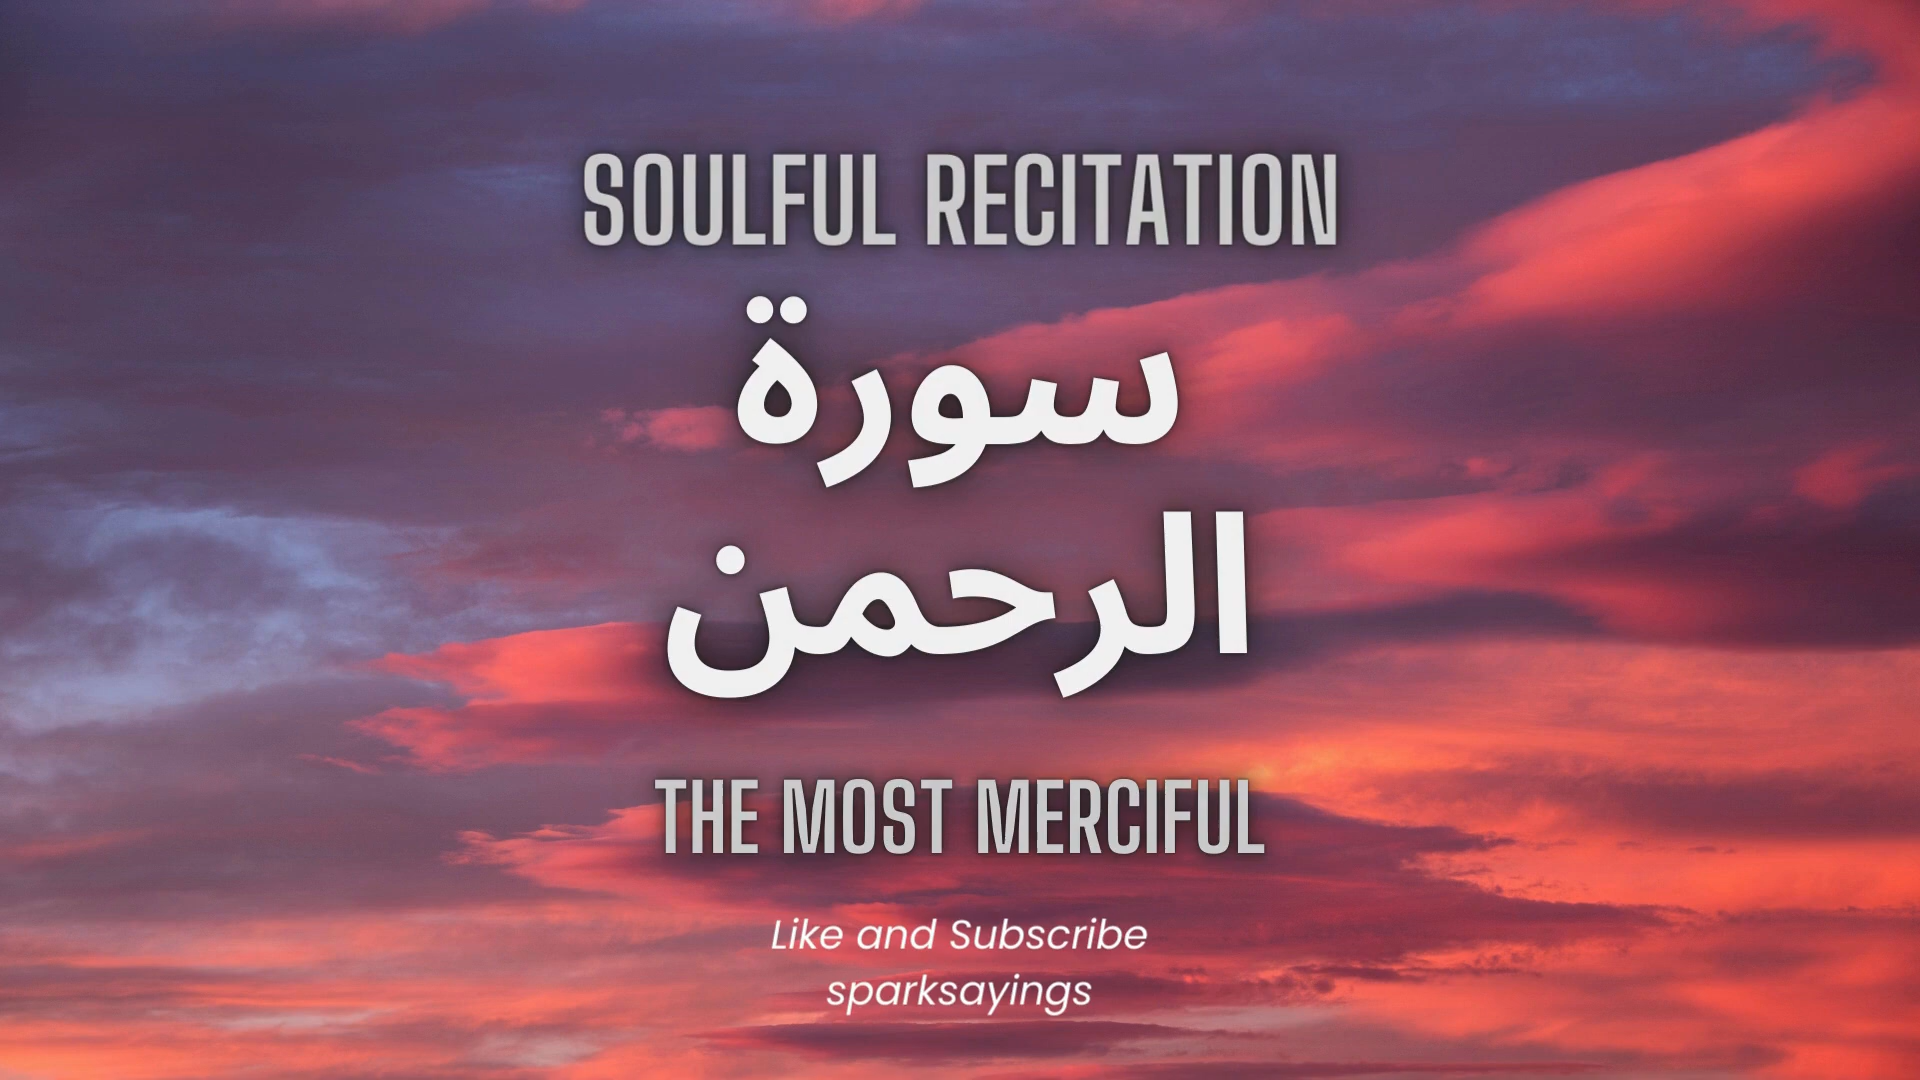 SOULFUL RECITATION
سورة
الرحمن
THE MOST MERCIFUL
Like and Subscribe
sparksayings